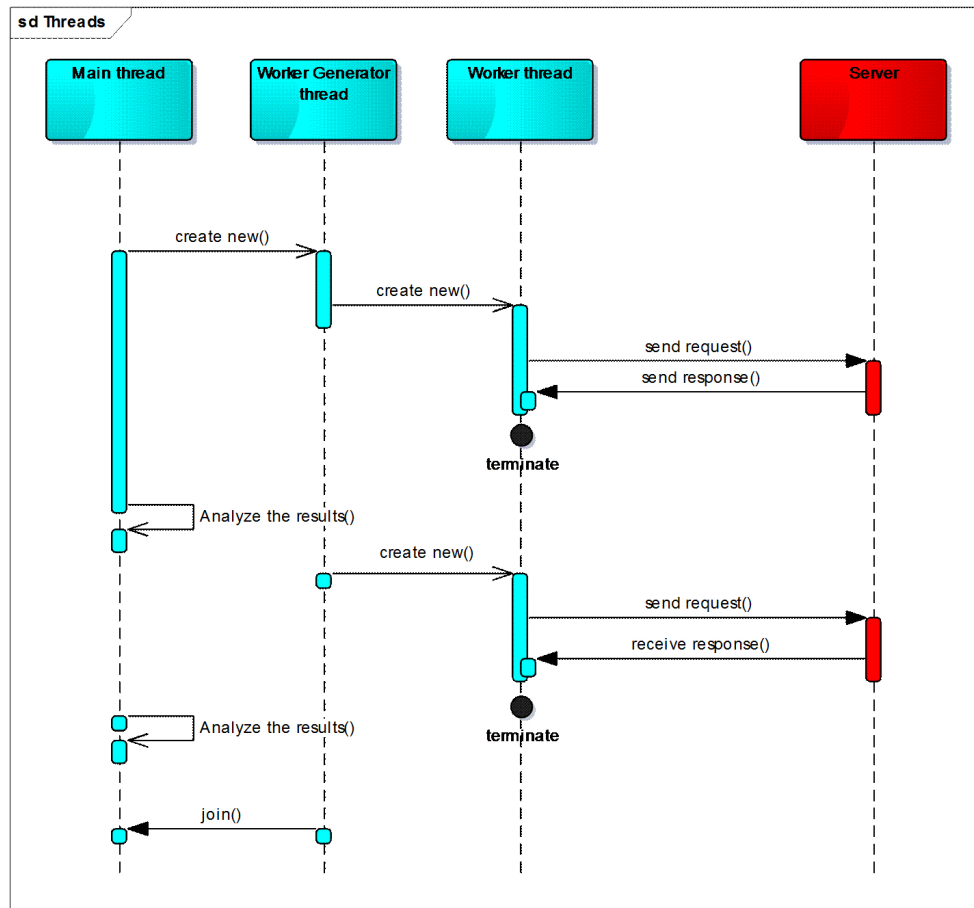 sd Threads
Main thread
Worker Generator
thread
Worker thread
Server
create new()
create new()
send request()
send response()
terminate
Analyze the results()
create new()
send request()
receive response()
terminate
Analyze the results()
join()